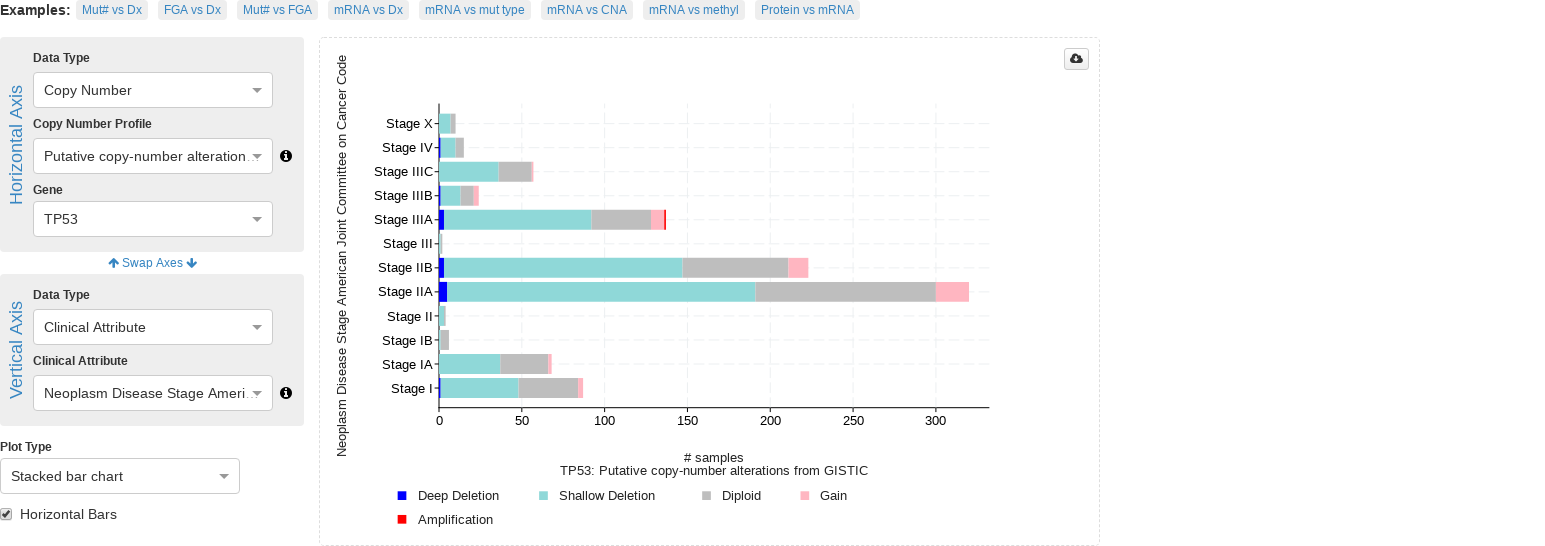 Examples: Mut# vs Dx FGA vs Dx Mut# vs FGA mRNA vs Dx mRNA vs mut type mRNA vs CNA mRNA vs methyl Protein vs mRNA
Horizontal Axis
Data Type
Copy Number
Copy Number Profile
Putative copy-number alteration…
Gene
TP53
Swap Axes
Vertical Axis
Data Type
Clinical Attribute
Clinical Attribute
Neoplasm Disease Stage Ameri…
Plot Type
Stacked bar chart
Horizontal Bars
Neoplasm Disease Stage American Joint Committee on Cancer Code
Stage X
Stage IV
Stage IIIC
Stage IIIB
Stage IIIA
Stage III
Stage IIB
Stage IIA
Stage II
Stage IB
Stage IA
Stage I
0 50 100 150 200 250 300
# samples
TP53: Putative copy-number alterations from GISTIC
Deep Deletion Shallow Deletion Diploid Gain
Amplification